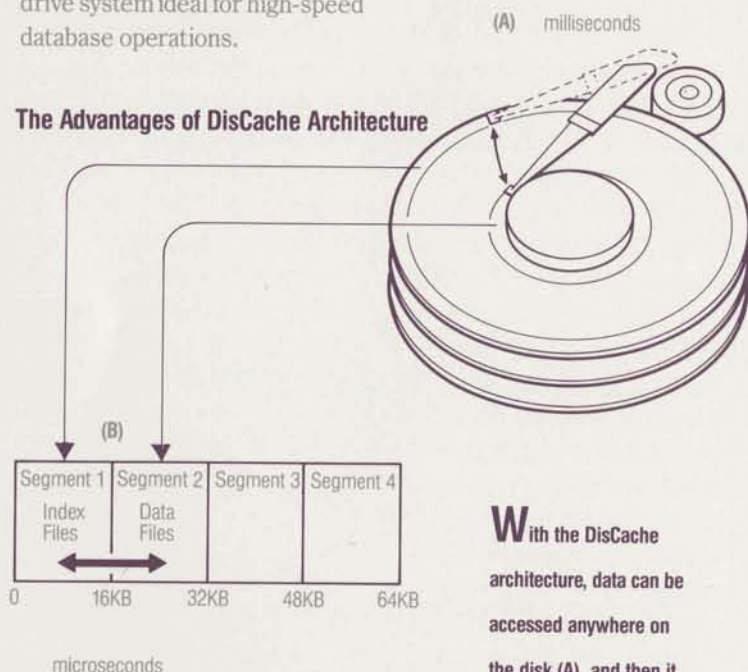 drive system ideal for high-speed
database operations.
(A) milliseconds
The Advantages of DisCache Architecture
(B)
Segment 1 Segment 2 Segment 3 Segment 4
Index Data
Files Files
0 16KB 32KB 48KB 64KB
microseconds
With the DisCache
architecture, data can be
accessed anywhere on
the disk (A), and then it